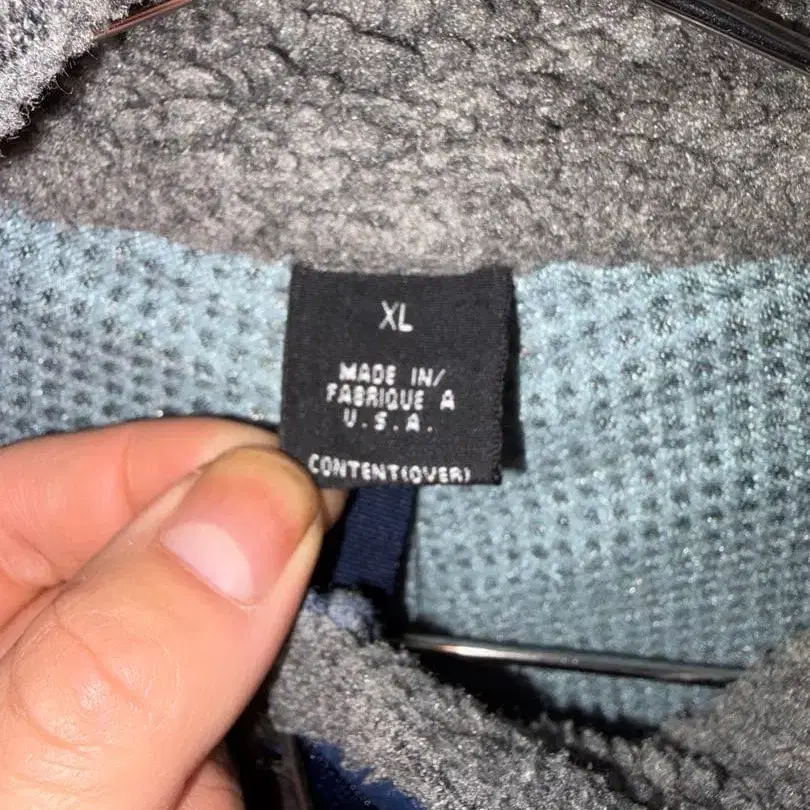 XL
MADE IN/
FABRIQUE A
U.S.A.
CONTENT(OVER)